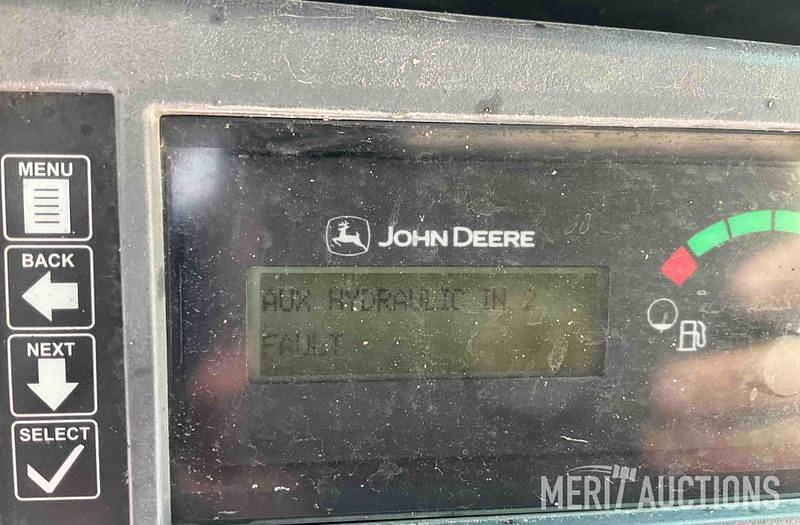 MENU
BACK
NEXT
SELECT
JOHN DEERE
AUX HYDRAULIC IN 2
FAULT
MERIT AUCTIONS